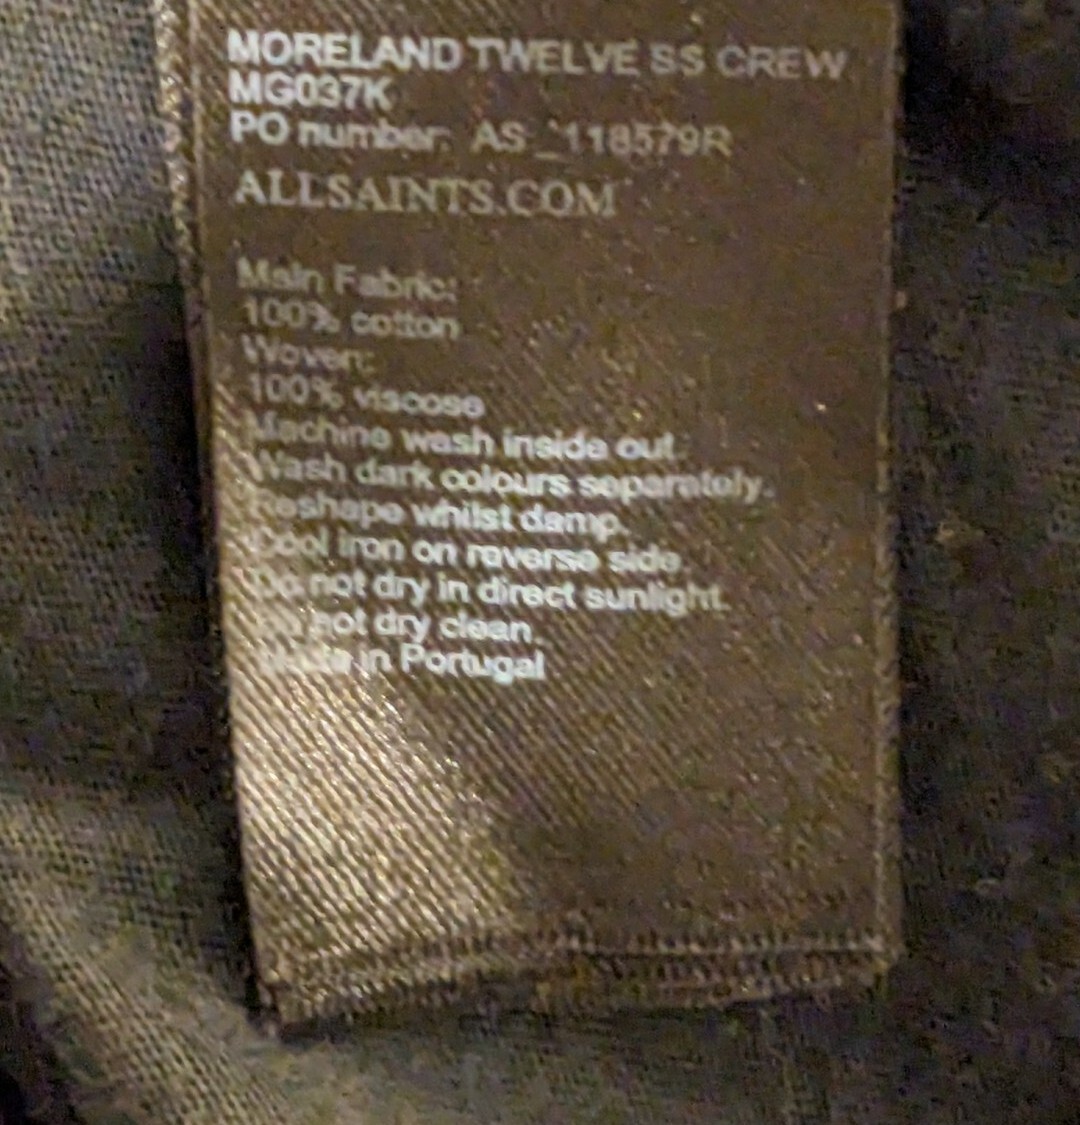 MORELAND TWELVE SS CREW
MG037K
PO number: AS_118579R
ALLSAINTS.COM
Main Fabric:
100% cotton
Woven:
100% viscose
Machine wash inside out.
Wash dark colours separately.
Reshape whilst damp.
Cool iron on reverse side.
Do not dry in direct sunlight.
Do not dry clean.
Made in Portugal